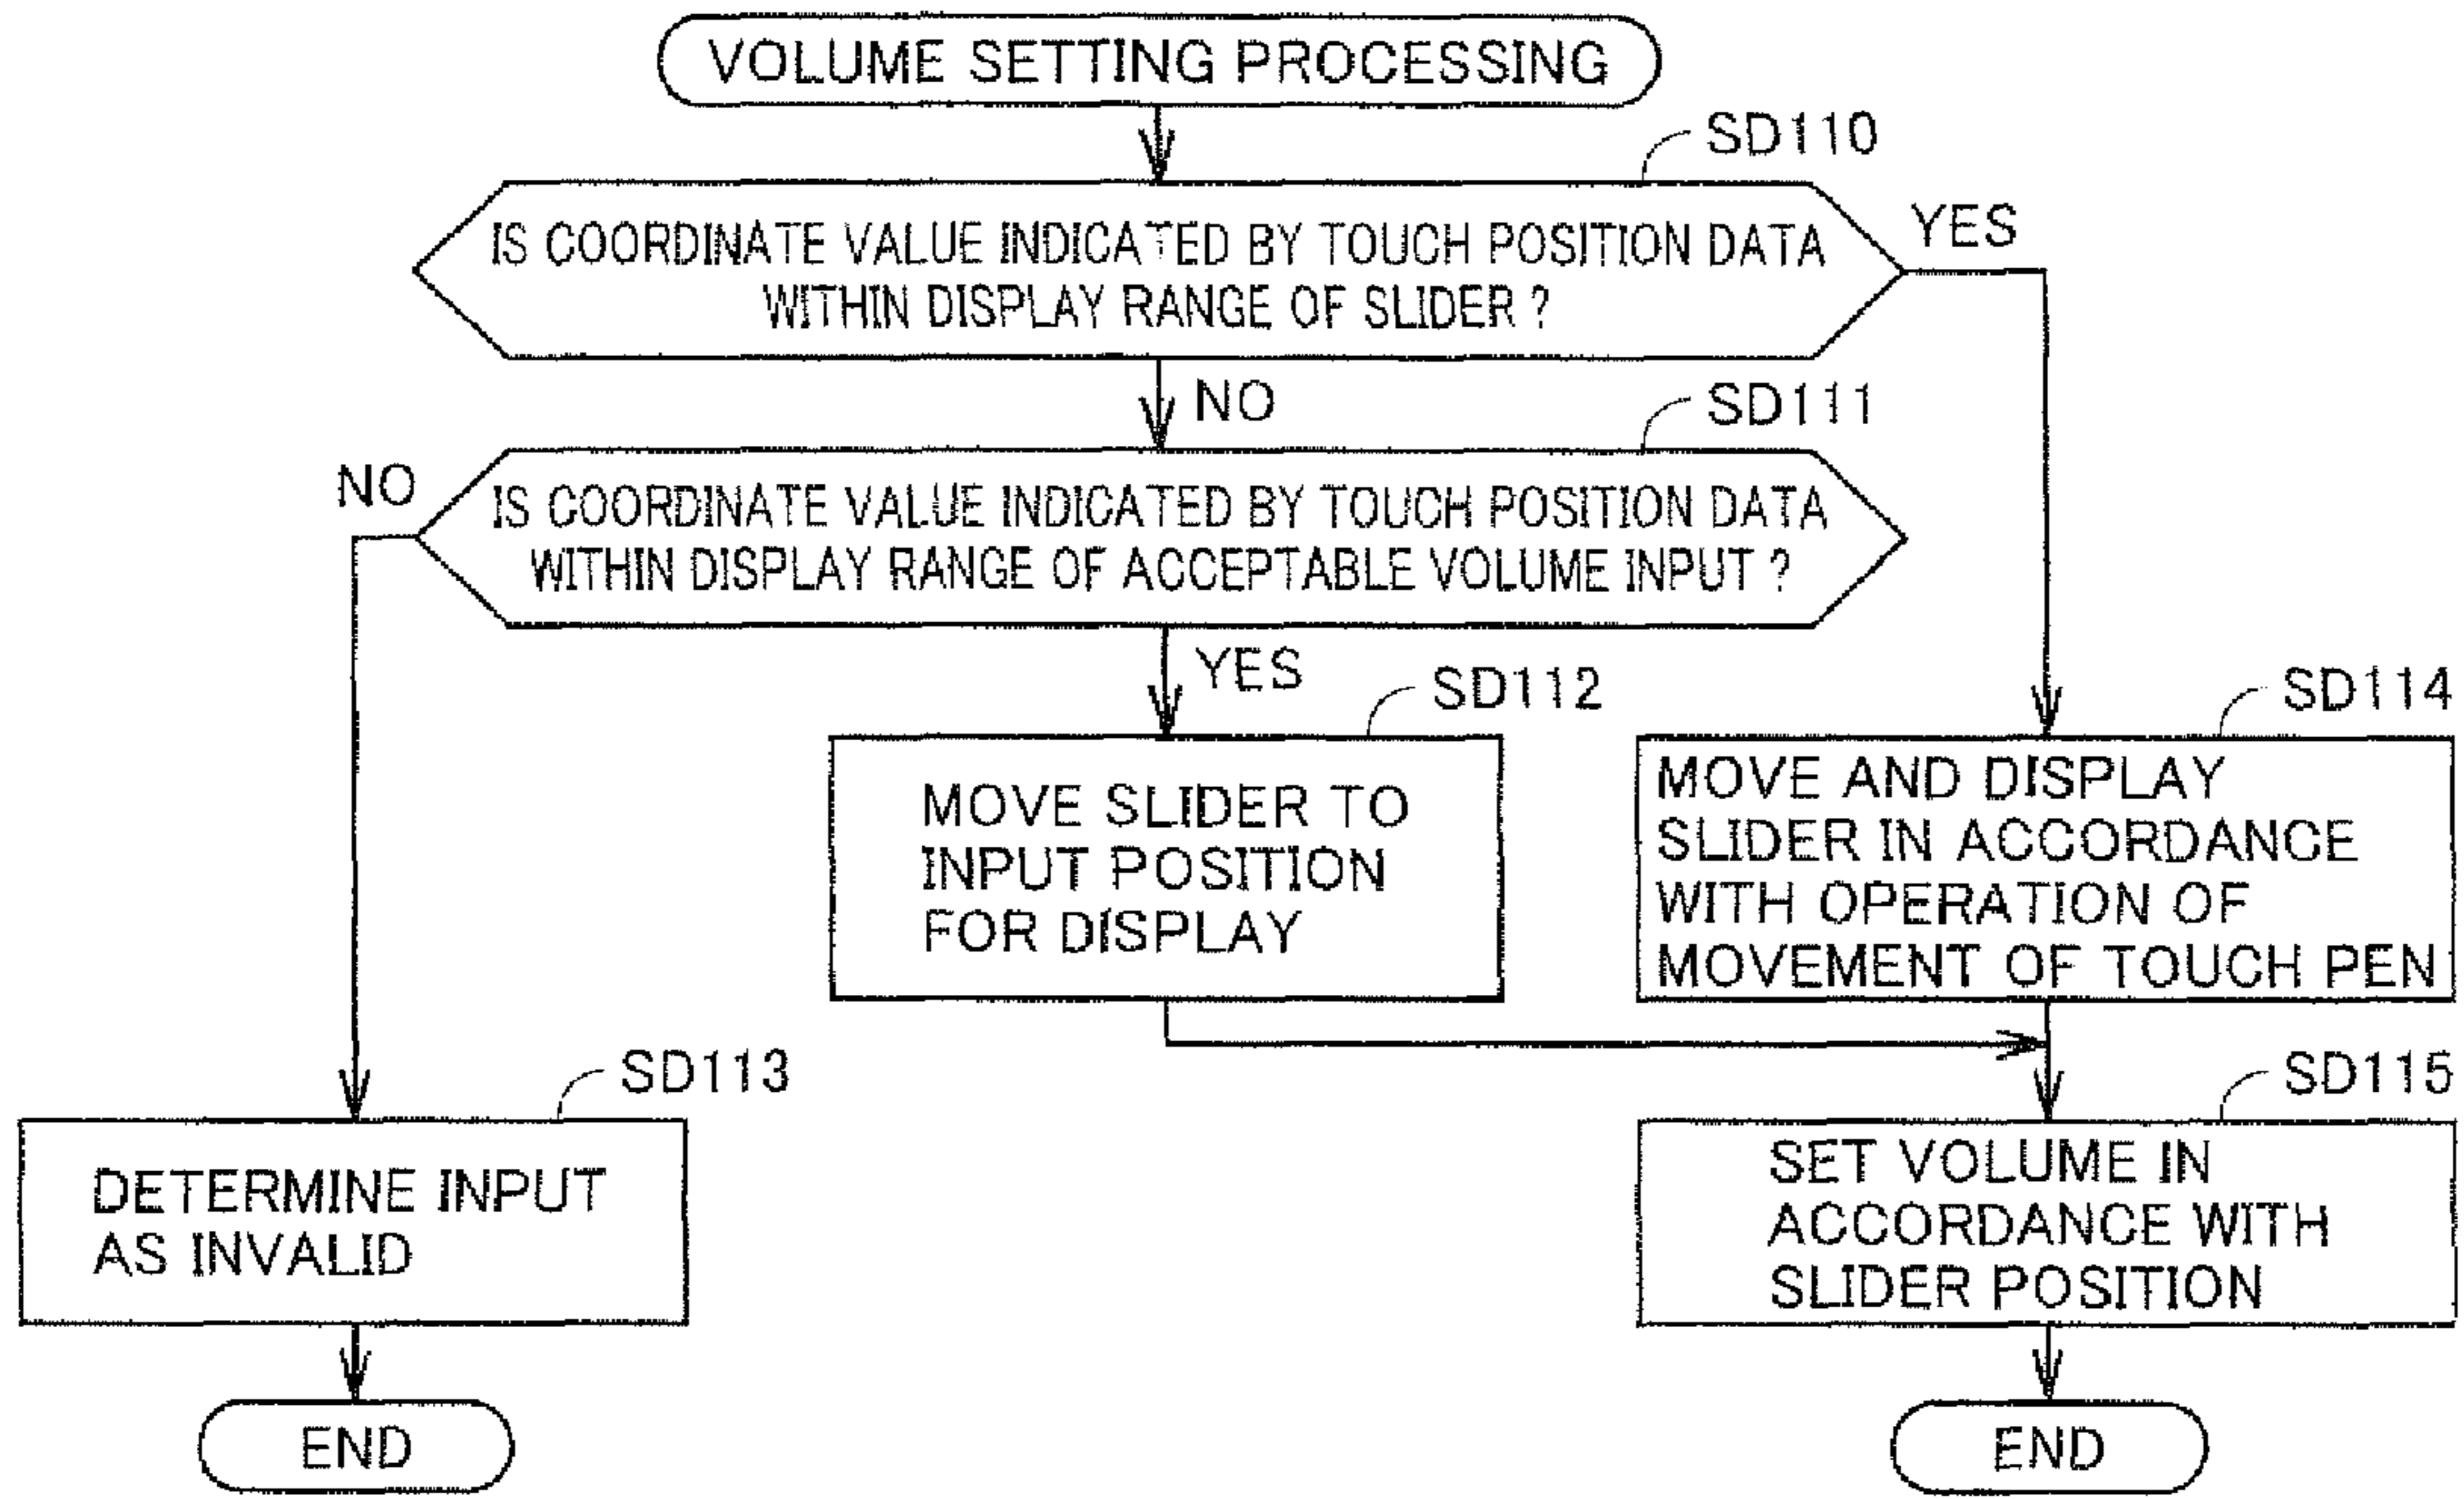 VOLUME SETTING PROCESSING
SD110
IS COORDINATE VALUE INDICATED BY TOUCH POSITION DATA
WITHIN DISPLAY RANGE OF SLIDER ?
YES
NO
SD111
NO
IS COORDINATE VALUE INDICATED BY TOUCH POSITION DATA
WITHIN DISPLAY RANGE OF ACCEPTABLE VOLUME INPUT ?
YES
SD112
MOVE SLIDER TO
INPUT POSITION
FOR DISPLAY
SD114
MOVE AND DISPLAY
SLIDER IN ACCORDANCE
WITH OPERATION OF
MOVEMENT OF TOUCH PEN
SD113
DETERMINE INPUT
AS INVALID
SD115
SET VOLUME IN
ACCORDANCE WITH
SLIDER POSITION
END
END